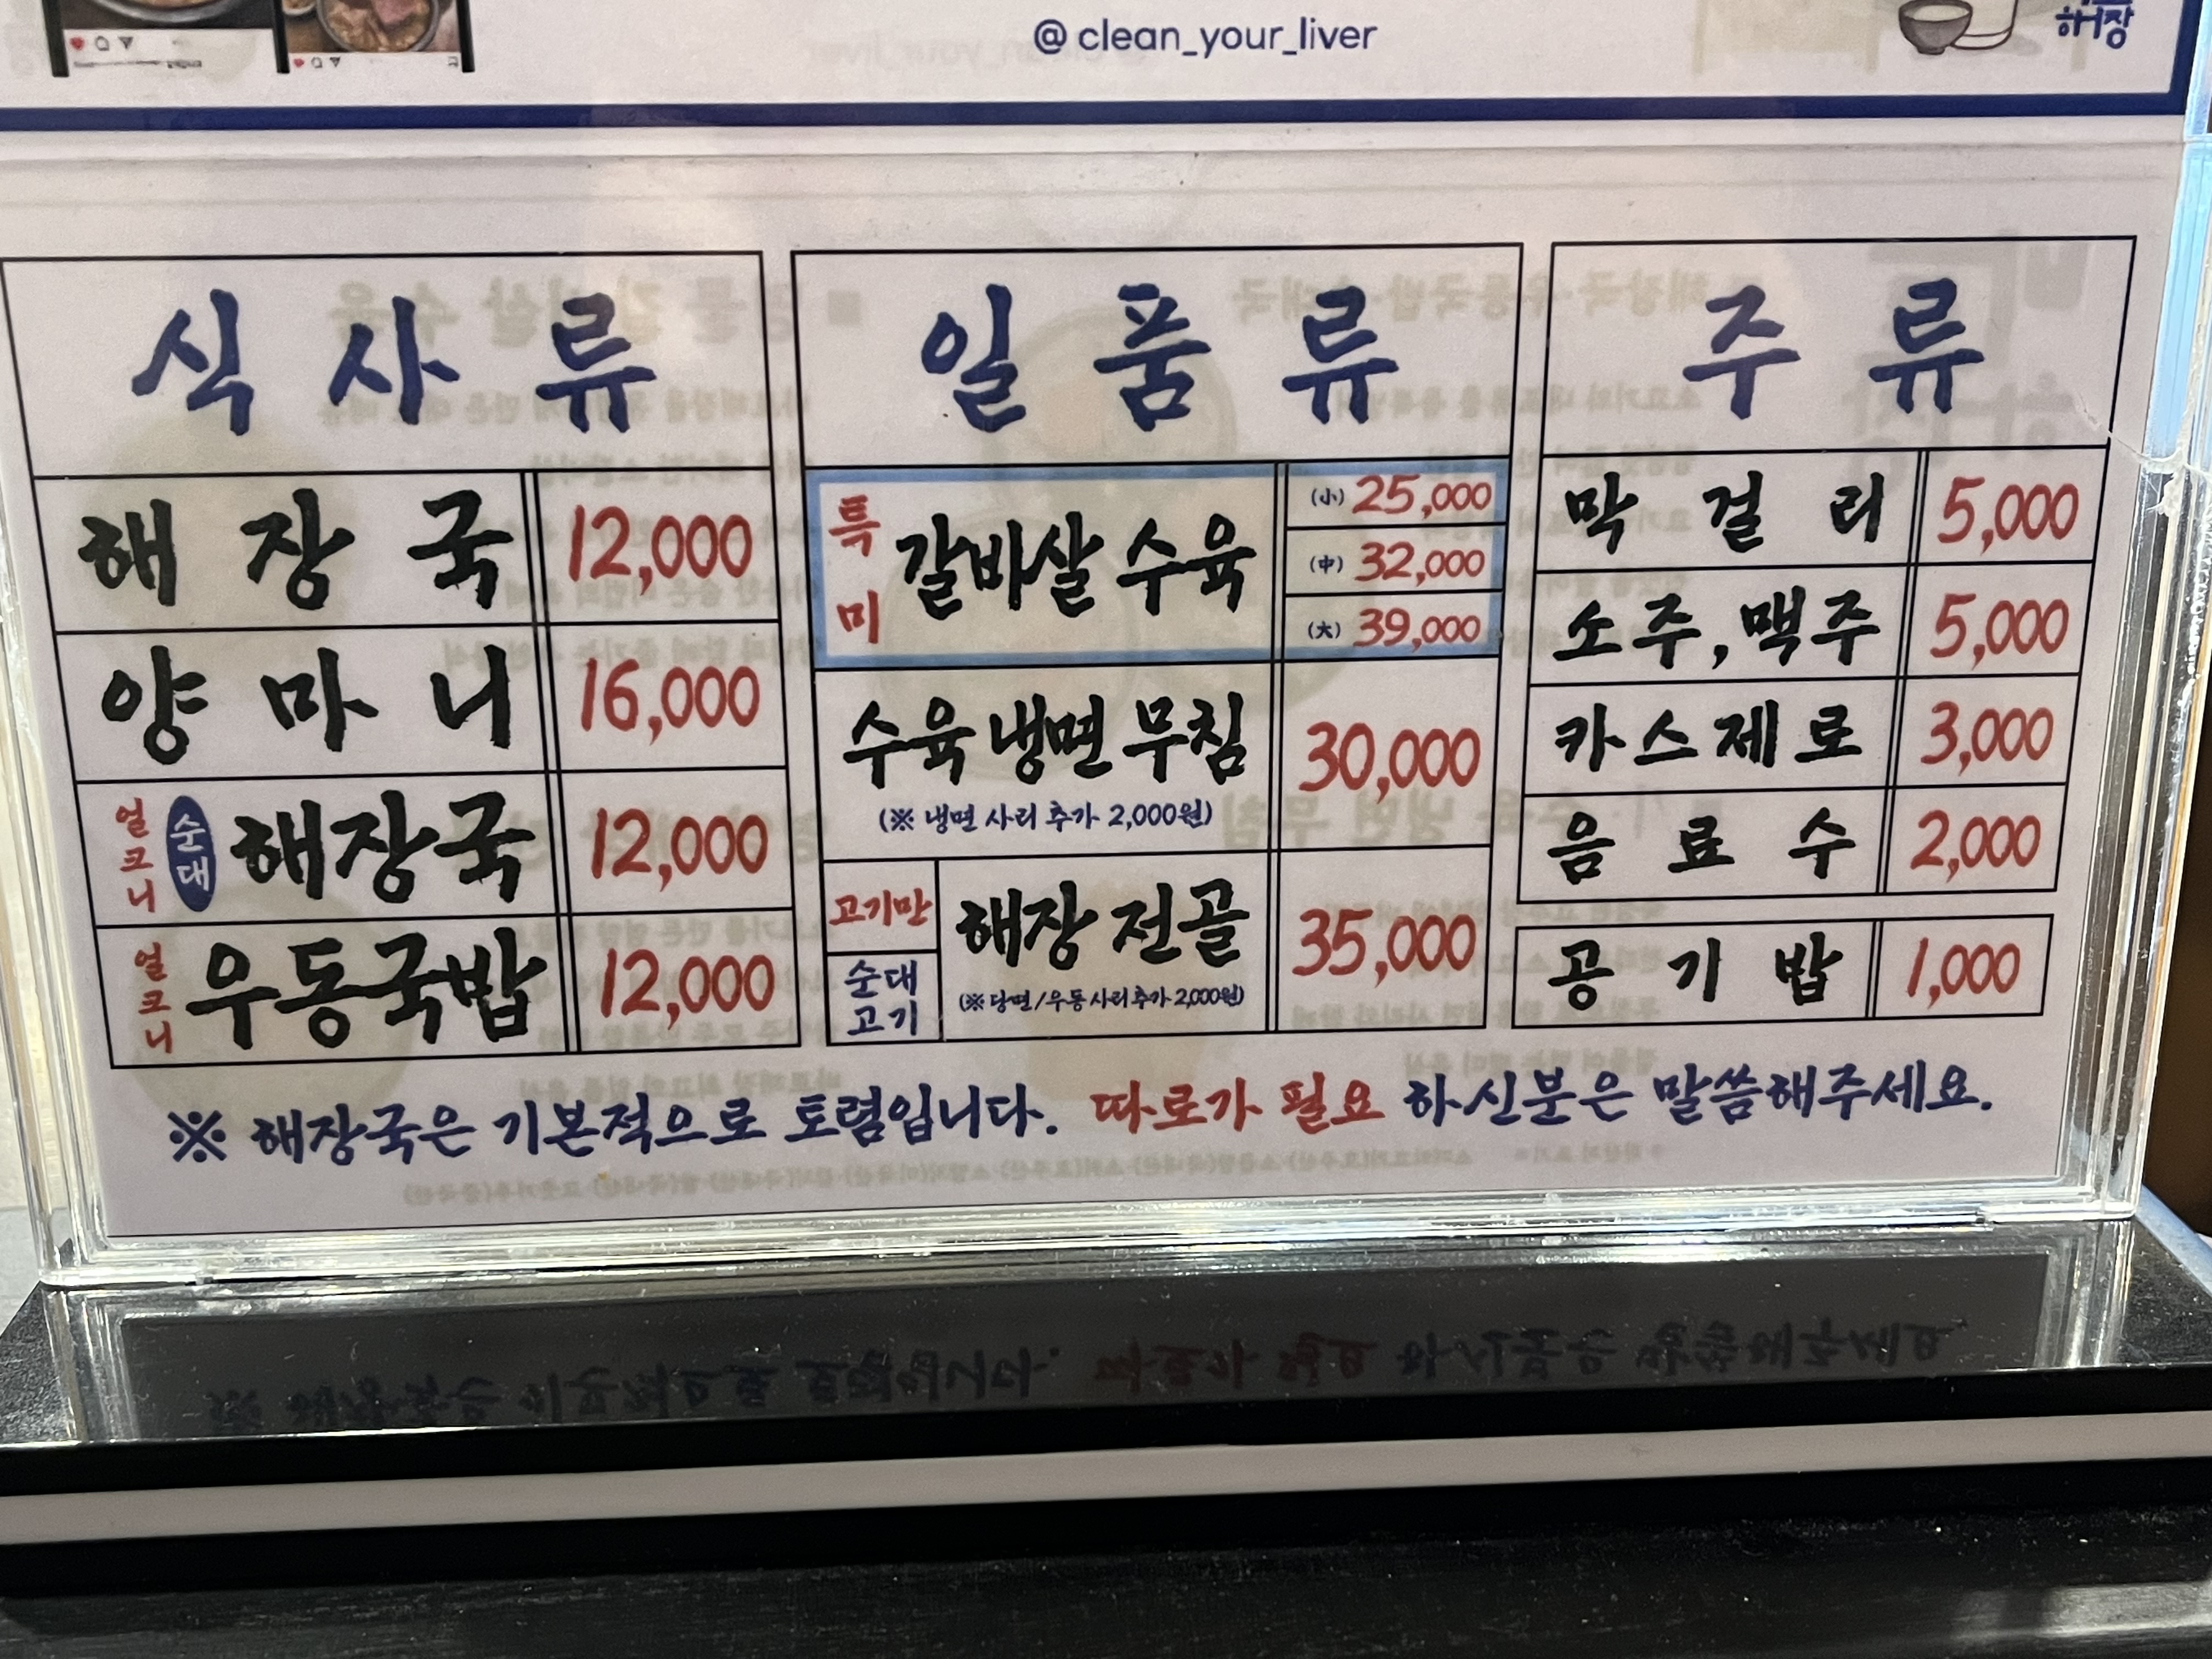 @clean_your_liver
해장
식사류
해장국 12,000
양마니 16,000
얼크니 순대 해장국 12,000
얼크니 우동국밥 12,000
일품류
특미 갈바살 수육 (小) 25,000
(中) 32,000
(大) 39,000
수육 냉면 무침 30,000
(※ 냉면 사리 추가 2,000원)
고기만
순대
고기
해장 전골 35,000
(※ 당면/우동사리추가 2,000원)
주류
막걸리 5,000
소주, 맥주 5,000
카스제로 3,000
음료수 2,000
공기밥 1,000
※ 해장국은 기본적으로 토렴입니다. 따로가 필요 하신분은 말씀해주세요.